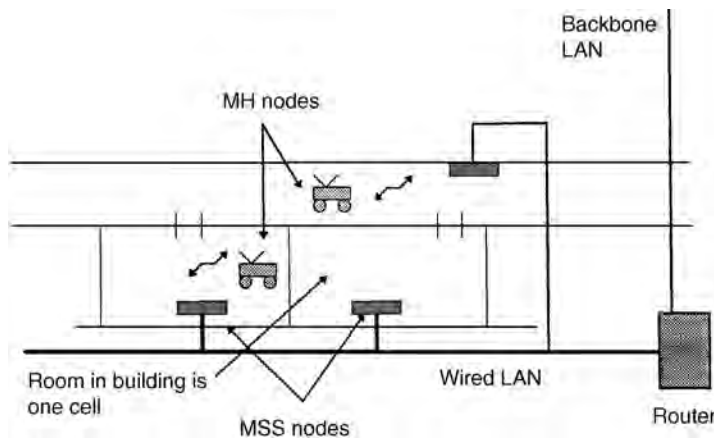 Backbone
LAN
MH nodes
Room in building is
one cell
Wired LAN
MSS nodes
Router